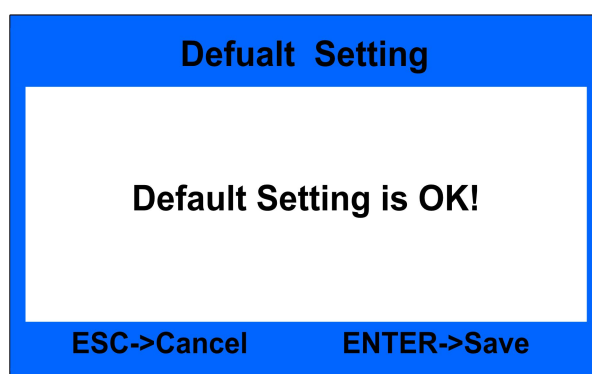 Defualt Setting
Default Setting is OK!
ESC->Cancel ENTER->Save